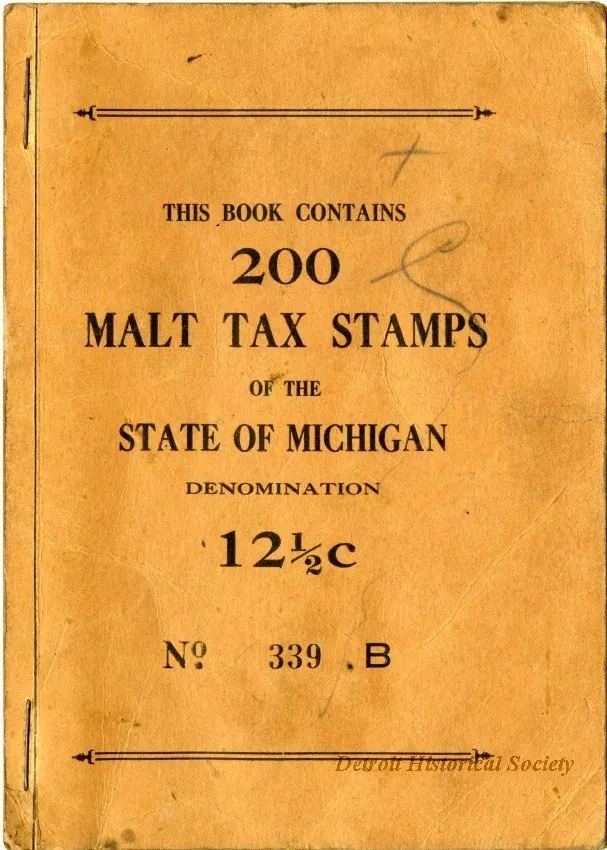 THIS BOOK CONTAINS
200
MALT TAX STAMPS
OF THE
STATE OF MICHIGAN
DENOMINATION
12½c
Nº 339 B
Detroit Historical Society